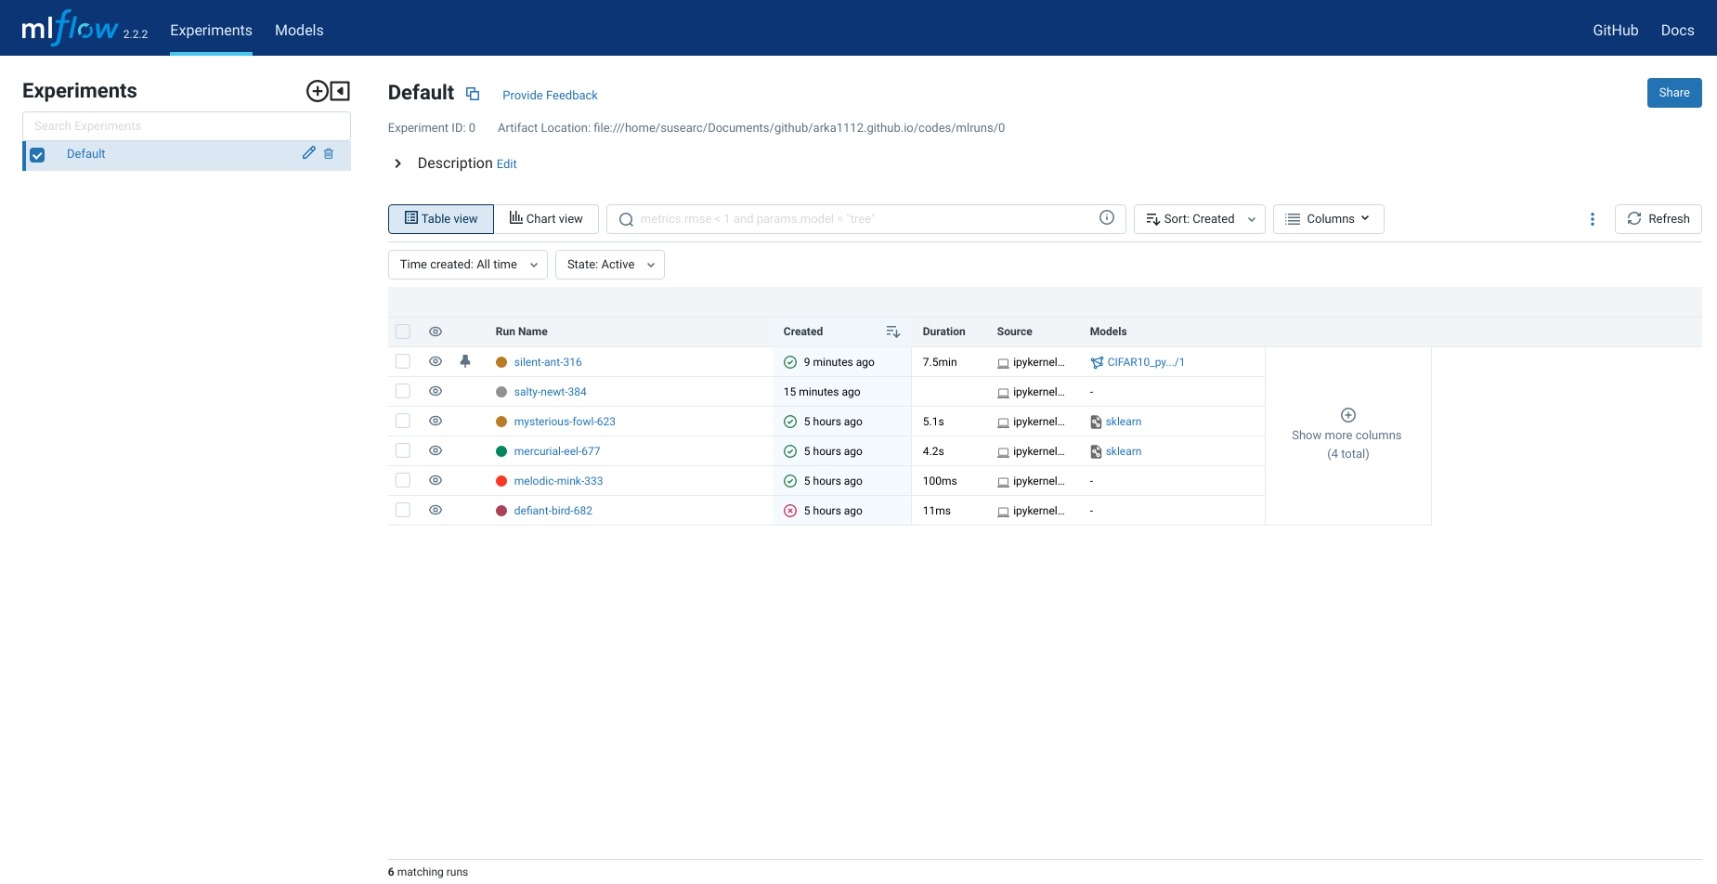 mlflow 2.2.2 Experiments Models GitHub Docs
Experiments
Search Experiments
Default
Default Provide Feedback Share
Experiment ID: 0 Artifact Location: file:///home/susearc/Documents/github/arka1112.github.io/codes/mlruns/0
Description Edit
Table view Chart view metrics.rmse < 1 and params.model = "tree" Sort: Created Columns Refresh
Time created: All time State: Active
Run Name Created Duration Source Models
silent-ant-316 9 minutes ago 7.5min ipykernel... CIFAR10_py.../1
salty-newt-384 15 minutes ago ipykernel... -
mysterious-fowl-623 5 hours ago 5.1s ipykernel... sklearn
mercurial-eel-677 5 hours ago 4.2s ipykernel... sklearn
melodic-mink-333 5 hours ago 100ms ipykernel... -
defiant-bird-682 5 hours ago 11ms ipykernel... -
Show more columns
(4 total)
6 matching runs